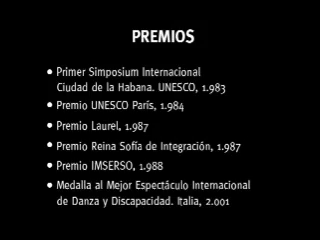 PREMIOS
• Primer Simposium Internacional
Ciudad de la Habana. UNESCO, 1.983
• Premio UNESCO París, 1.984
• Premio Laurel, 1.987
• Premio Reina Sofía de Integración, 1.987
• Premio IMSERSO, 1.988
• Medalla al Mejor Espectáculo Internacional
de Danza y Discapacidad. Italia, 2.001